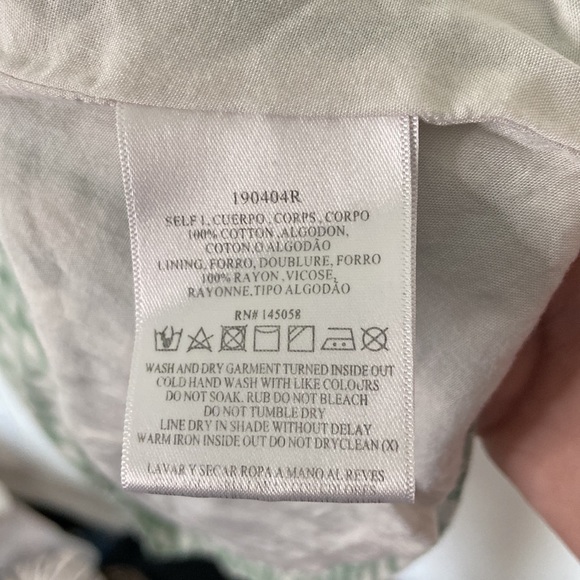 190404R
SELF 1, CUERPO, CORPS, CORPO
100% COTTON, ALGODON,
COTON, O ALGODÃO
LINING, FORRO, DOUBLURE, FORRO
100% RAYON, VICOSE,
RAYONNE, TIPO ALGODÃO
RN# 145058
WASH AND DRY GARMENT TURNED INSIDE OUT
COLD HAND WASH WITH LIKE COLOURS
DO NOT SOAK. RUB DO NOT BLEACH
DO NOT TUMBLE DRY
LINE DRY IN SHADE WITHOUT DELAY
WARM IRON INSIDE OUT DO NOT DRYCLEAN (X)
LAVAR Y SECAR ROPA A MANO AL REVES